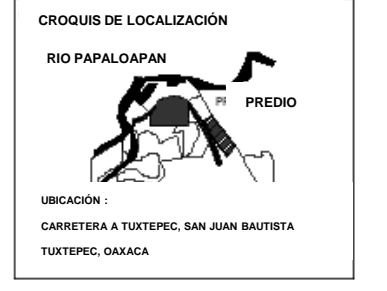 CROQUIS DE LOCALIZACIÓN
RIO PAPALOAPAN
PREDIO
UBICACIÓN :
CARRETERA A TUXTEPEC, SAN JUAN BAUTISTA
TUXTEPEC, OAXACA